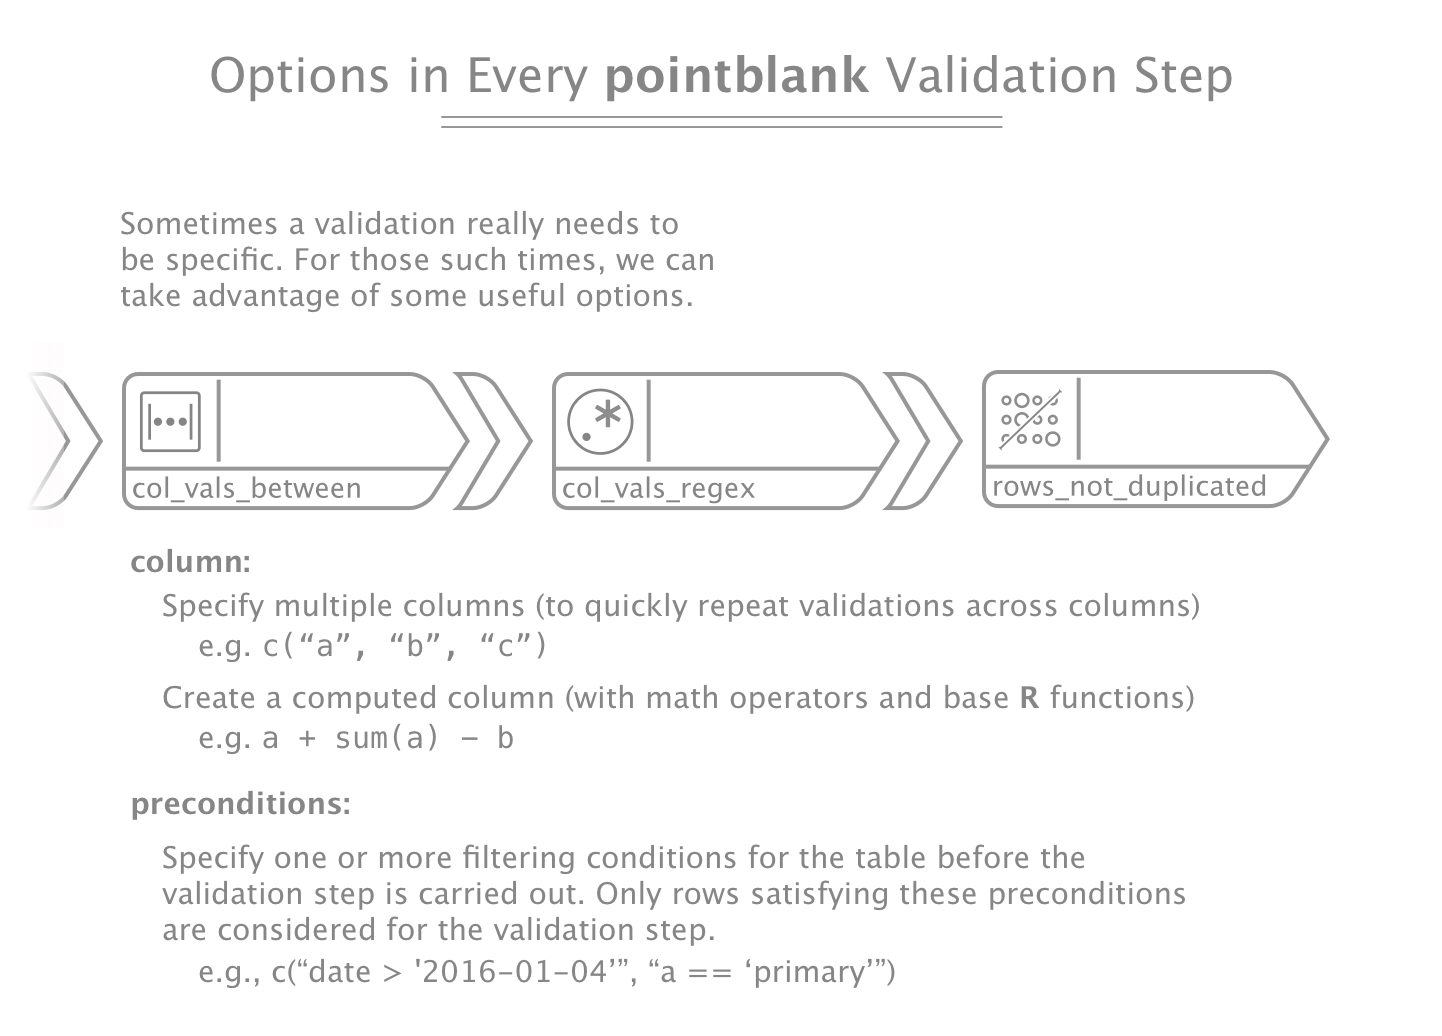 Options in Every pointblank Validation Step
Sometimes a validation really needs to
be specific. For those such times, we can
take advantage of some useful options.
col_vals_between
.*
col_vals_regex
rows_not_duplicated
column:
Specify multiple columns (to quickly repeat validations across columns)
e.g. c(“a”, “b”, “c”)
Create a computed column (with math operators and base R functions)
e.g. a + sum(a) − b
preconditions:
Specify one or more filtering conditions for the table before the
validation step is carried out. Only rows satisfying these preconditions
are considered for the validation step.
e.g., c(“date > '2016-01-04’”, “a == ‘primary’”)